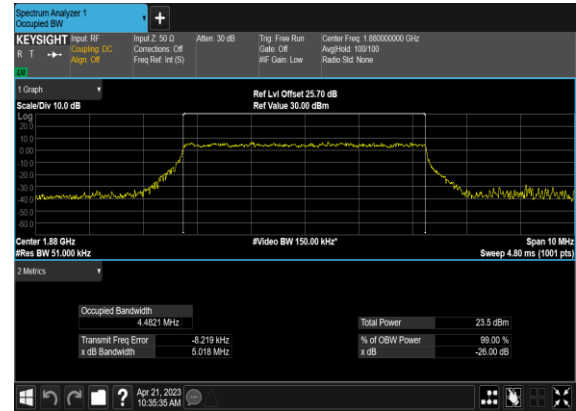 Spectrum Analyzer 1
Occupied BW
+
KEYSIGHT Input: RF Input Z: 50 Ω Atten: 30 dB Trig: Free Run Center Freq: 1.880000000 GHz
R T Coupling: DC Corrections: Off Gate: Off Avg|Hold: 100/100
Align: Off Freq Ref: Int (S) #IF Gain: Low Radio Std: None
LNI
1 Graph
Ref Lvl Offset 25.70 dB
Scale/Div 10.0 dB Ref Value 30.00 dBm
Log
20.0
10.0
0.00
-10.0
-20.0
-30.0
-40.0
-50.0
-60.0
Center 1.88 GHz #Video BW 150.00 kHz* Span 10 MHz
#Res BW 51.000 kHz Sweep 4.80 ms (1001 pts)
2 Metrics
Occupied Bandwidth
4.4821 MHz Total Power 23.5 dBm
Transmit Freq Error -8.219 kHz % of OBW Power 99.00 %
x dB Bandwidth 5.018 MHz x dB -26.00 dB
? Apr 21, 2023
10:35:35 AM